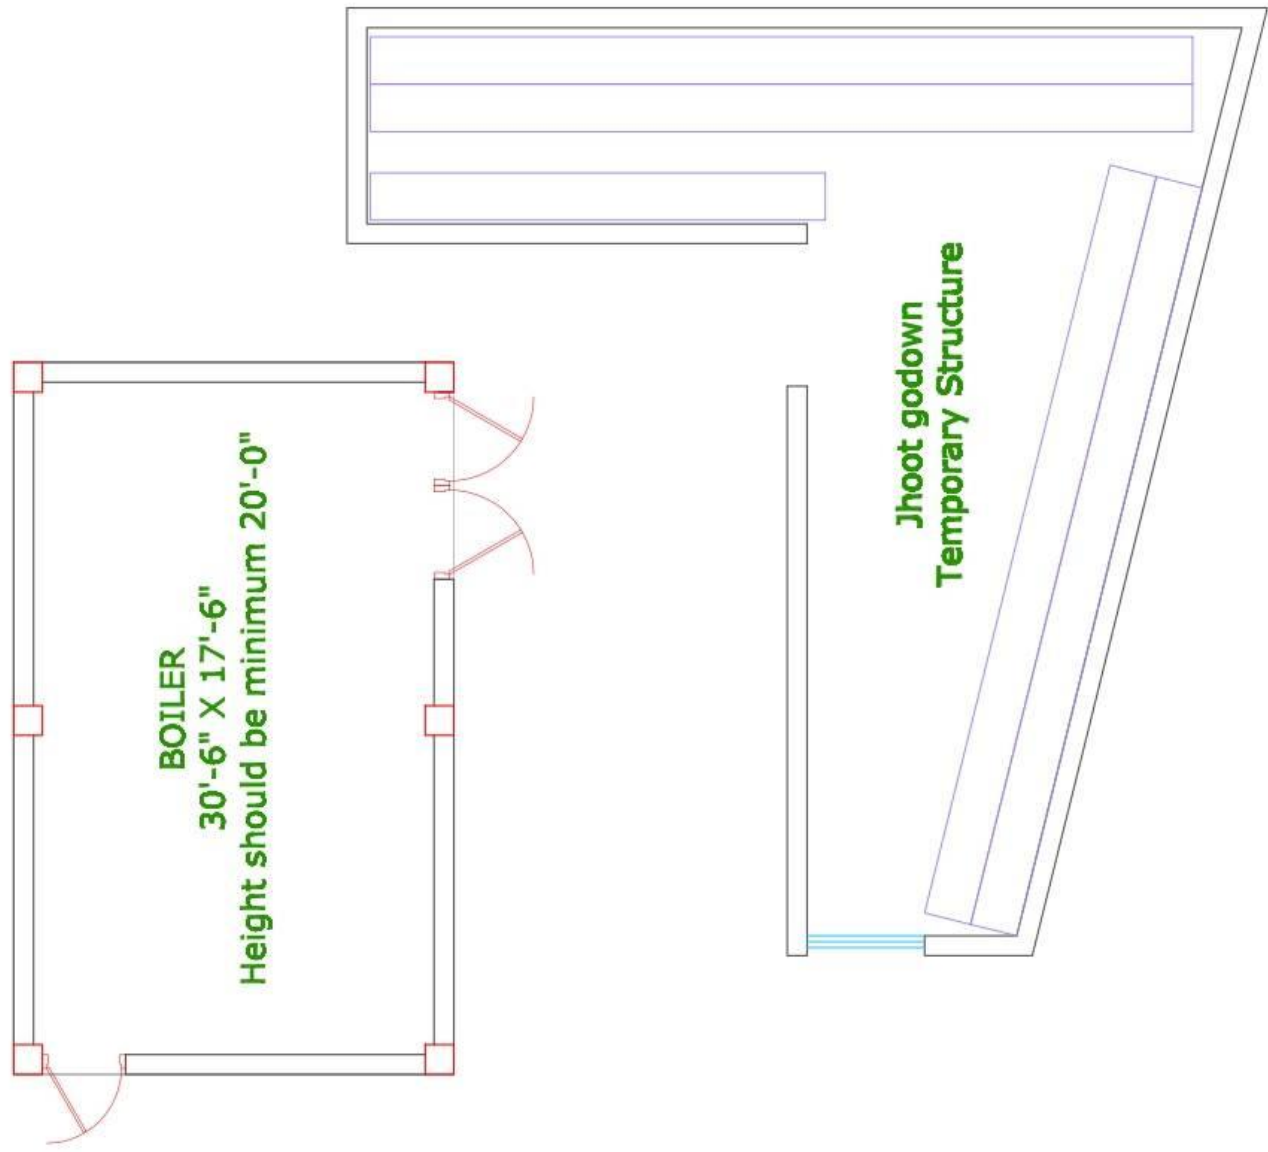 BOILER
30'-6" X 17'-6"
Height should be minimum 20'-0"
Jhoot godown
Temporary Structure